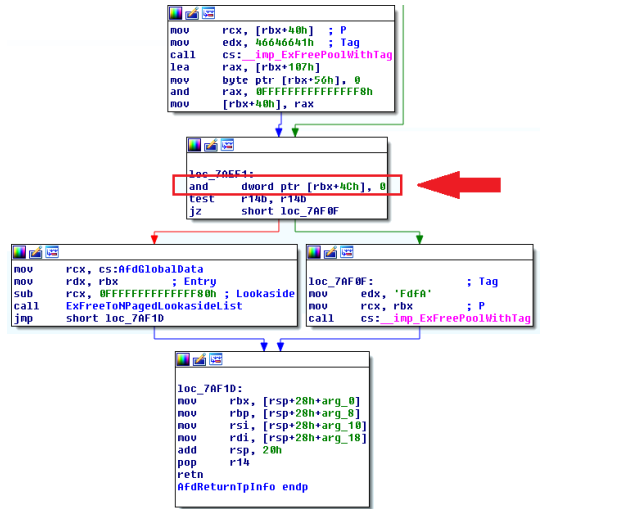 mov rcx, [rbx+40h] ; P
mov edx, 46646641h ; Tag
call cs:__imp_ExFreePoolWithTag
lea rax, [rbx+107h]
mov byte ptr [rbx+56h], 0
and rax, 0FFFFFFFFFFFFFFF8h
mov [rbx+40h], rax
loc_7AEF1:
and dword ptr [rbx+4Ch], 0
test r14b, r14b
jz short loc_7AF0F
mov rcx, cs:AfdGlobalData
mov rdx, rbx ; Entry
sub rcx, 0FFFFFFFFFFFFFF80h ; Lookaside
call ExFreeToNPagedLookasideList
jmp short loc_7AF1D
loc_7AF0F: ; Tag
mov edx, 'FdfA'
mov rcx, rbx ; P
call cs:__imp_ExFreePoolWithTag
loc_7AF1D:
mov rbx, [rsp+28h+arg_0]
mov rbp, [rsp+28h+arg_8]
mov rsi, [rsp+28h+arg_10]
mov rdi, [rsp+28h+arg_18]
add rsp, 20h
pop r14
retn
AfdReturnTpInfo endp